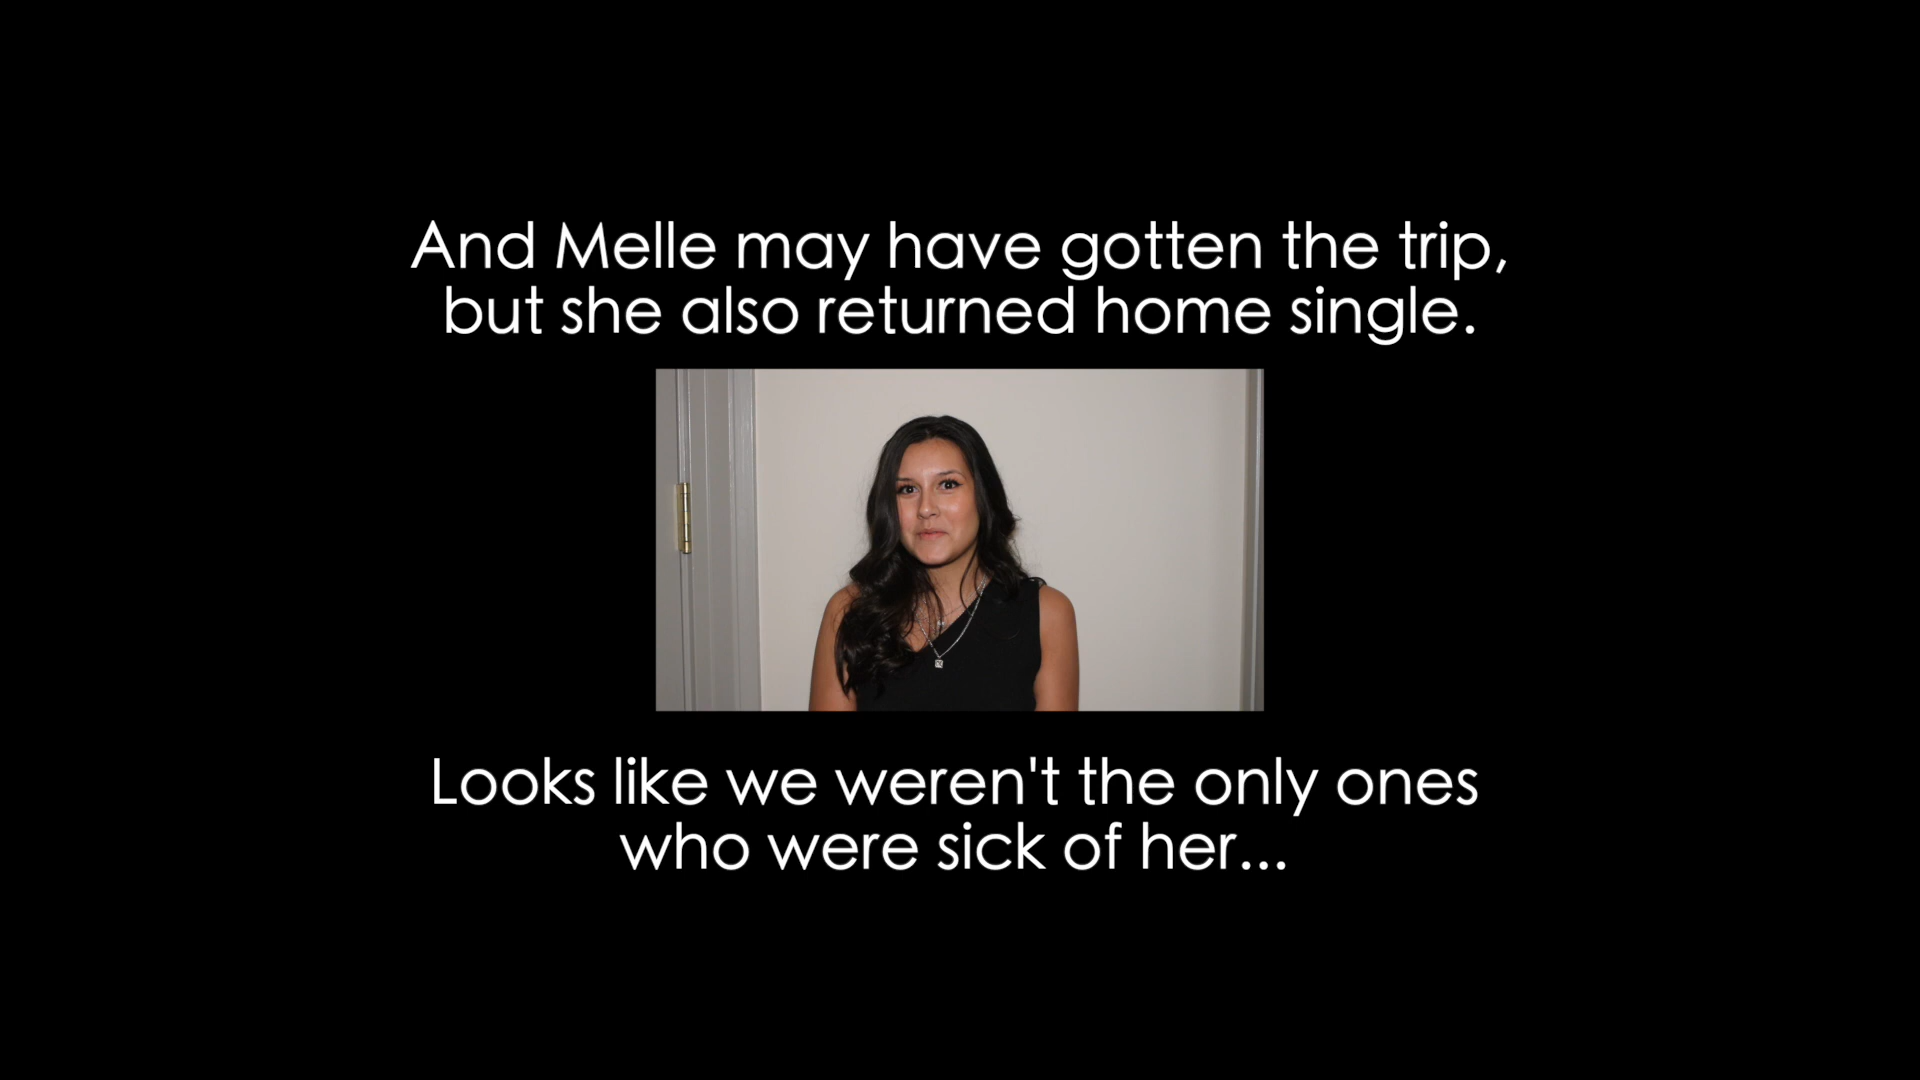 And Melle may have gotten the trip,
but she also returned home single.
Looks like we weren't the only ones
who were sick of her...